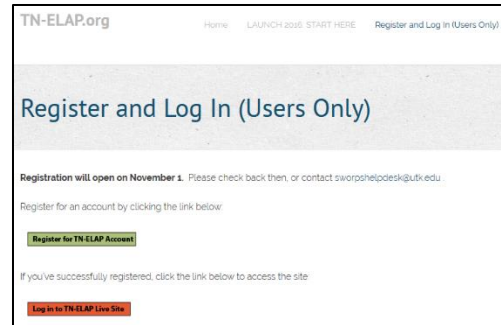 TN-ELAP.org
Home LAUNCH 2016: START HERE Register and Log In (Users Only)
Register and Log In (Users Only)
Registration will open on November 1. Please check back then, or contact sworpshelpdesk@utk.edu .
Register for an account by clicking the link below:
Register for TN-ELAP Account
If you've successfully registered, click the link below to access the site
Log in to TN-ELAP Live Site